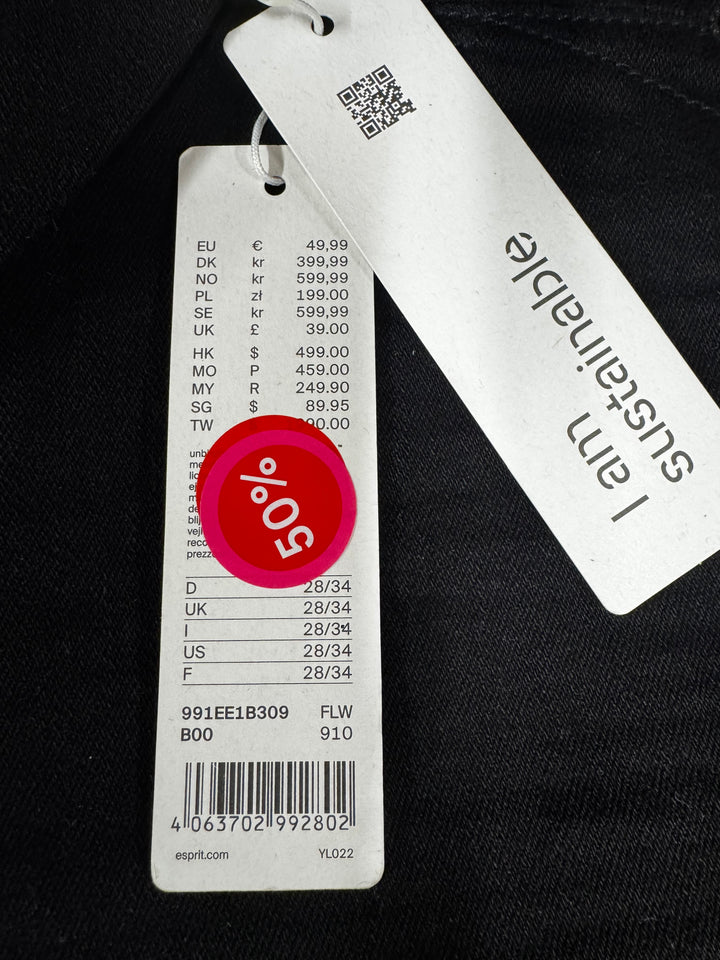 EU € 49,99
DK kr 399,99
NO kr 599,99
PL zł 199.00
SE kr 599,99
UK £ 39.00
HK $ 499.00
MO P 459.00
MY R 249.90
SG $ 89.95
TW
50%
D 28/34
UK 28/34
I 28/34
US 28/34
F 28/34
991EE1B309 FLW
B00 910
4 063702 992802
esprit.com YL022
I am
sustainable